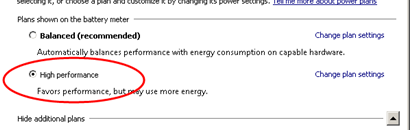 selecting it), or choose a plan and customize it by changing its power settings. Tell me more about power plans
Plans shown on the battery meter
Balanced (recommended) Change plan settings
Automatically balances performance with energy consumption on capable hardware.
High performance Change plan settings
Favors performance, but may use more energy.
Hide additional plans